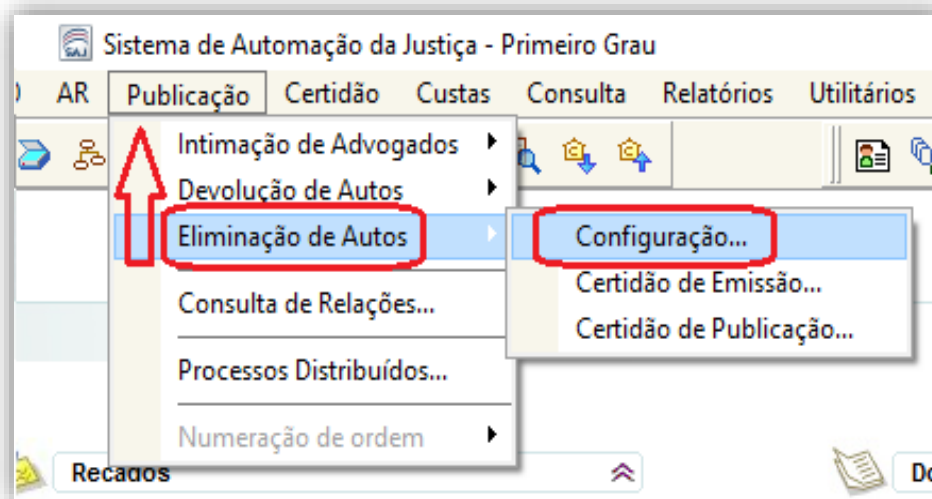 SAJ Sistema de Automação da Justiça - Primeiro Grau
AR Publicação Certidão Custas Consulta Relatórios Utilitários
Intimação de Advogados
Devolução de Autos
Eliminação de Autos
Configuração...
Certidão de Emissão...
Certidão de Publicação...
Consulta de Relações...
Processos Distribuídos...
Numeração de ordem
Recados